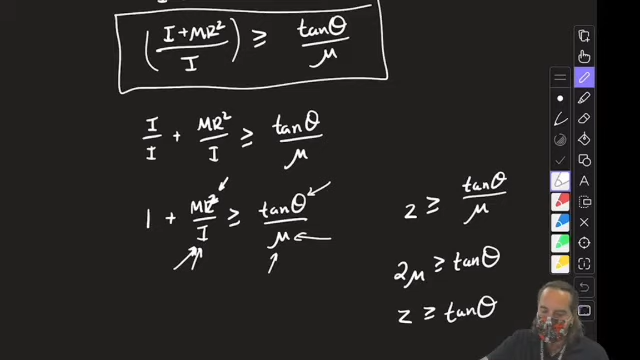 (I + MR²/I) ≥ tanθ/μ
I/I + MR²/I ≥ tanθ/μ
1 + MR²/I ≥ tanθ/μ
2 ≥ tanθ/μ
2μ ≥ tanθ
2 ≥ tanθ